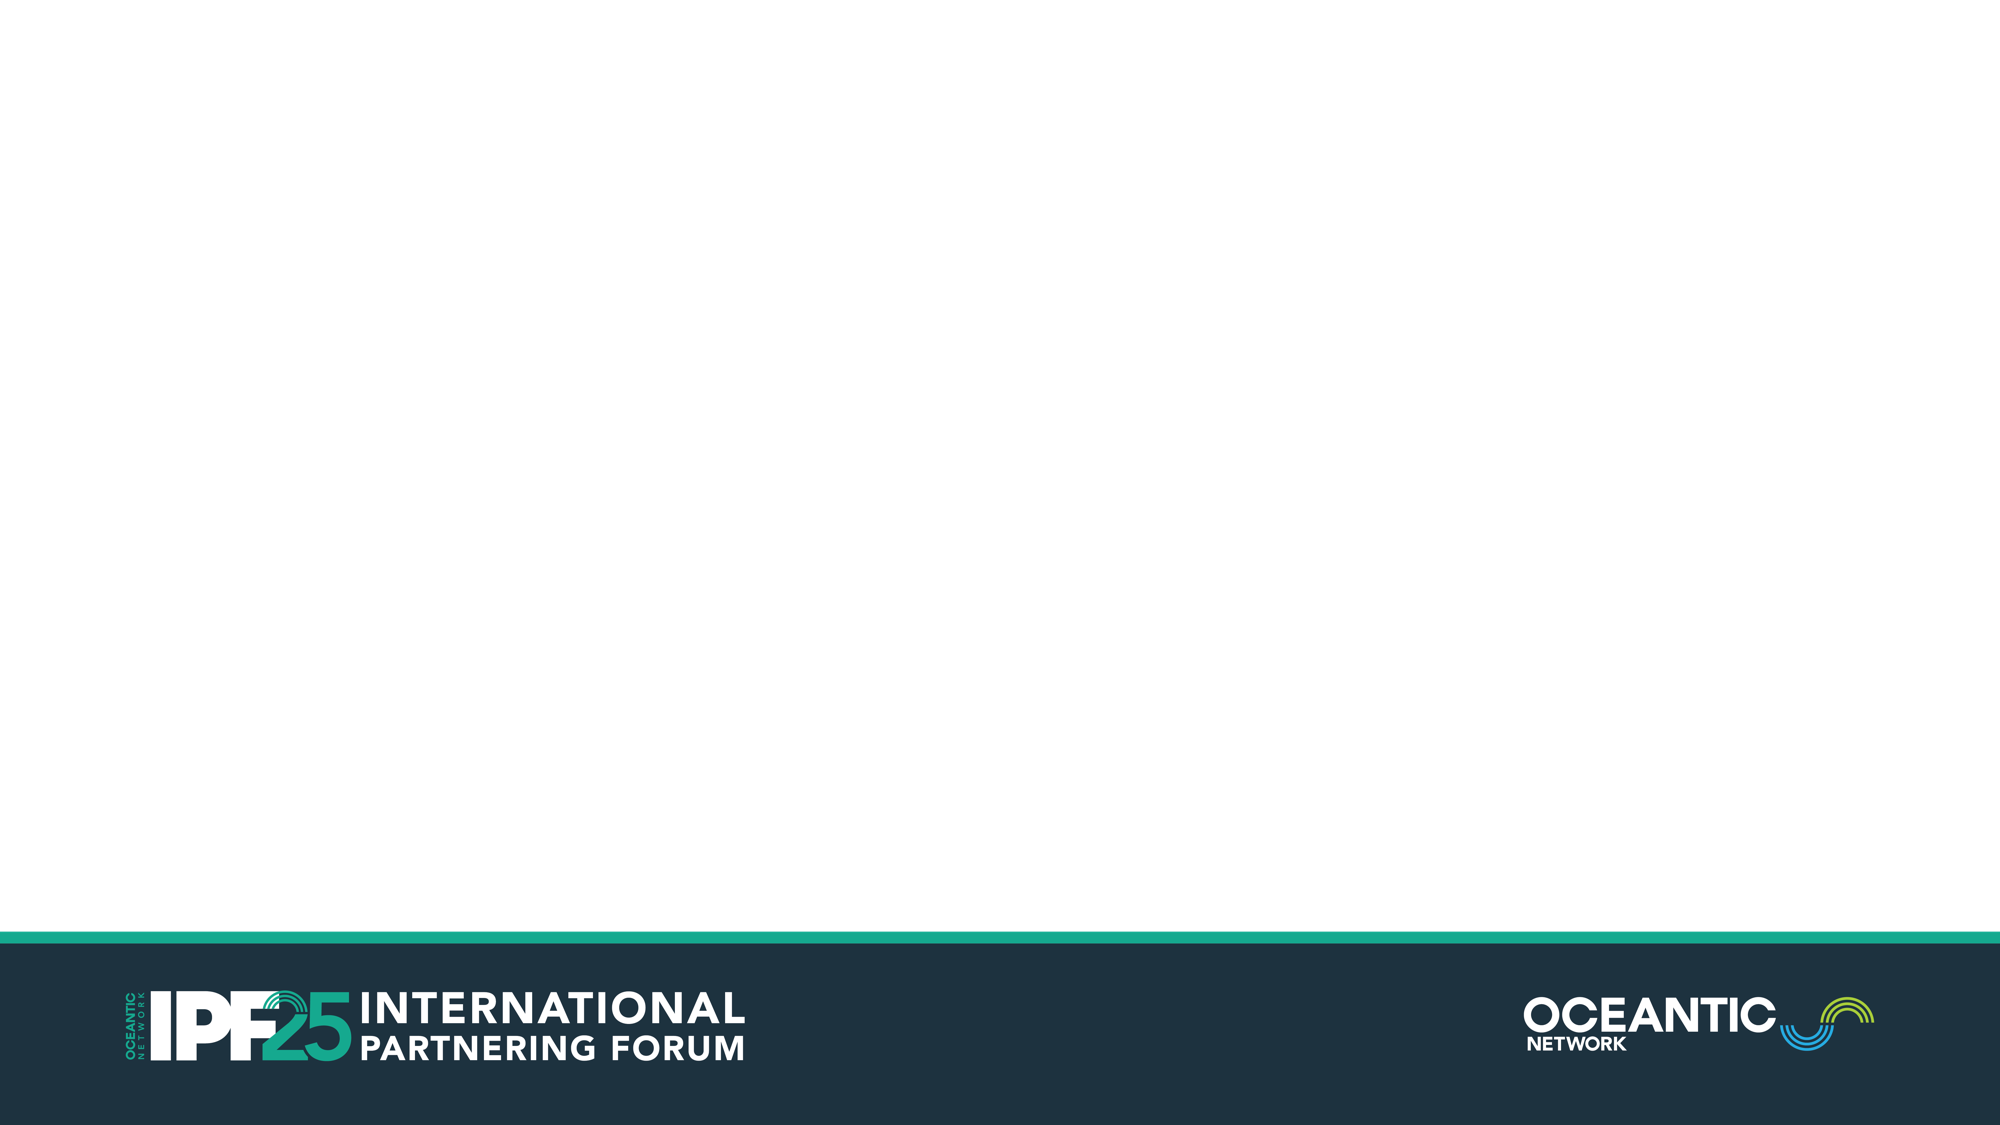 OCEANTIC
NETWORK
IPF25
INTERNATIONAL
PARTNERING FORUM
OCEANTIC
NETWORK